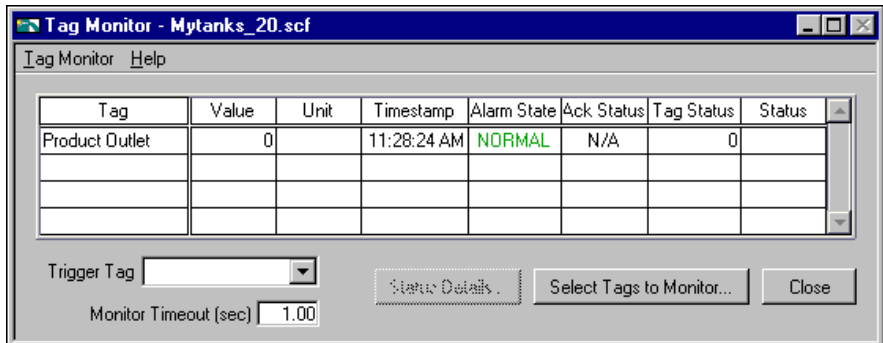 Tag Monitor - Mytanks_20.scf
Tag Monitor Help
Tag Value Unit Timestamp Alarm State Ack Status Tag Status Status
Product Outlet 0 11:28:24 AM NORMAL N/A 0
Trigger Tag
Status Details... Select Tags to Monitor... Close
Monitor Timeout (sec) 1.00